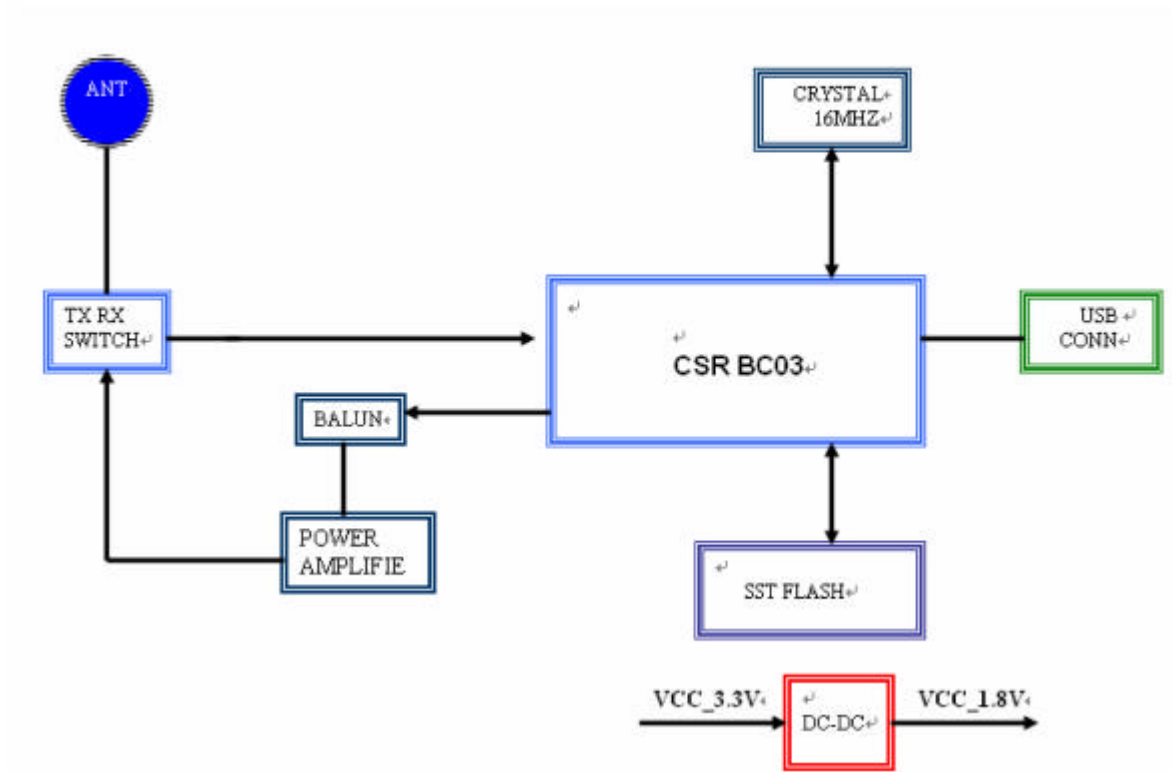 ANT
CRYSTAL
16MHZ
TX RX
SWITCH
CSR BC03
USB
CONN
BALUN
POWER
AMPLIFIE
SST FLASH
VCC_3.3V
DC-DC
VCC_1.8V